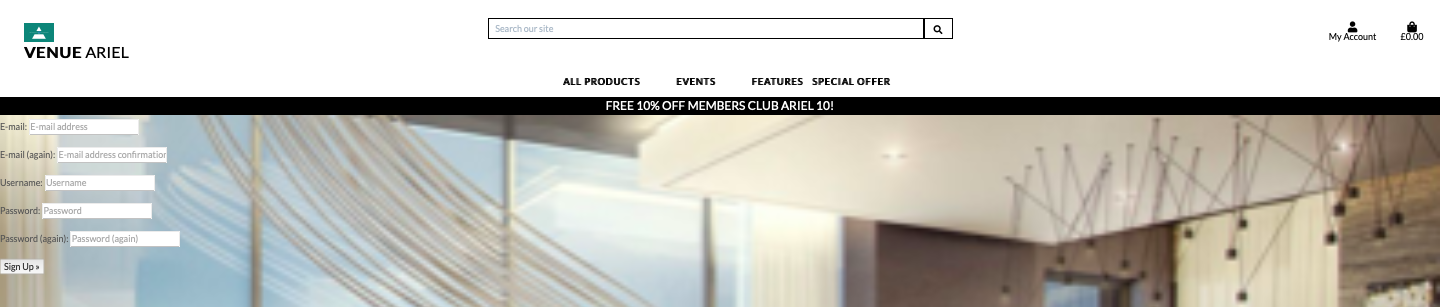 Search our site
VENUE ARIEL
My Account
£0.00
ALL PRODUCTS EVENTS FEATURES SPECIAL OFFER
FREE 10% OFF MEMBERS CLUB ARIEL 10!
E-mail: E-mail address
E-mail (again): E-mail address confirmation
Username: Username
Password: Password
Password (again): Password (again)
Sign Up »